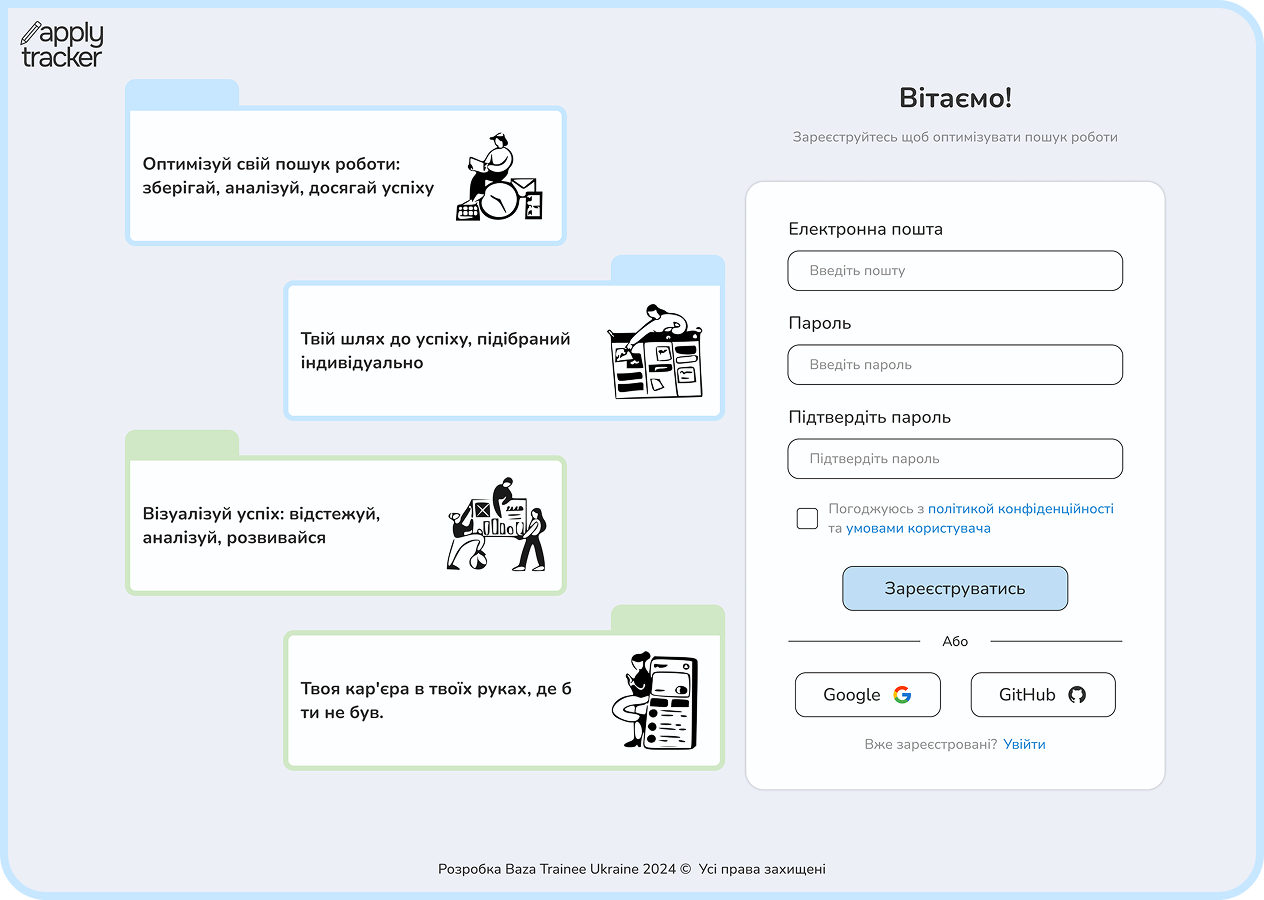 apply
tracker
Оптимізуй свій пошук роботи:
зберігай, аналізуй, досягай успіху
Твій шлях до успіху, підібраний
індивідуально
Візуалізуй успіх: відстежуй,
аналізуй, розвивайся
Твоя кар'єра в твоїх руках, де б
ти не був.
Вітаємо!
Зареєструйтесь щоб оптимізувати пошук роботи
Електронна пошта
Введіть пошту
Пароль
Введіть пароль
Підтвердіть пароль
Підтвердіть пароль
Погоджуюсь з політикой конфіденційності
та умовами користувача
Зареєструватись
Або
Google
GitHub
Вже зареєстровані? Увійти
Розробка Baza Trainee Ukraine 2024 © Усі права захищені